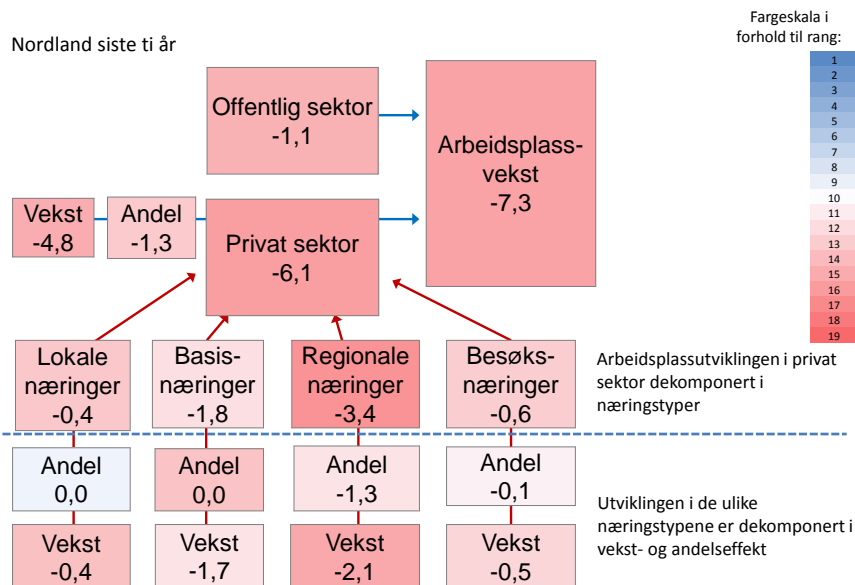 Nordland siste ti år
Fargeskala i
forhold til rang:
1
2
3
4
5
6
7
8
9
10
11
12
13
14
15
16
17
18
19
Offentlig sektor
-1,1
Arbeidsplass-
vekst
-7,3
Vekst
-4,8
Andel
-1,3
Privat sektor
-6,1
Lokale
næringer
-0,4
Basis-
næringer
-1,8
Regionale
næringer
-3,4
Besøks-
næringer
-0,6
Arbeidsplassutviklingen i privat
sektor dekomponert i
næringstyper
Andel
0,0
Andel
0,0
Andel
-1,3
Andel
-0,1
Utviklingen i de ulike
næringstypene er dekomponert i
vekst- og andelseffekt
Vekst
-0,4
Vekst
-1,7
Vekst
-2,1
Vekst
-0,5